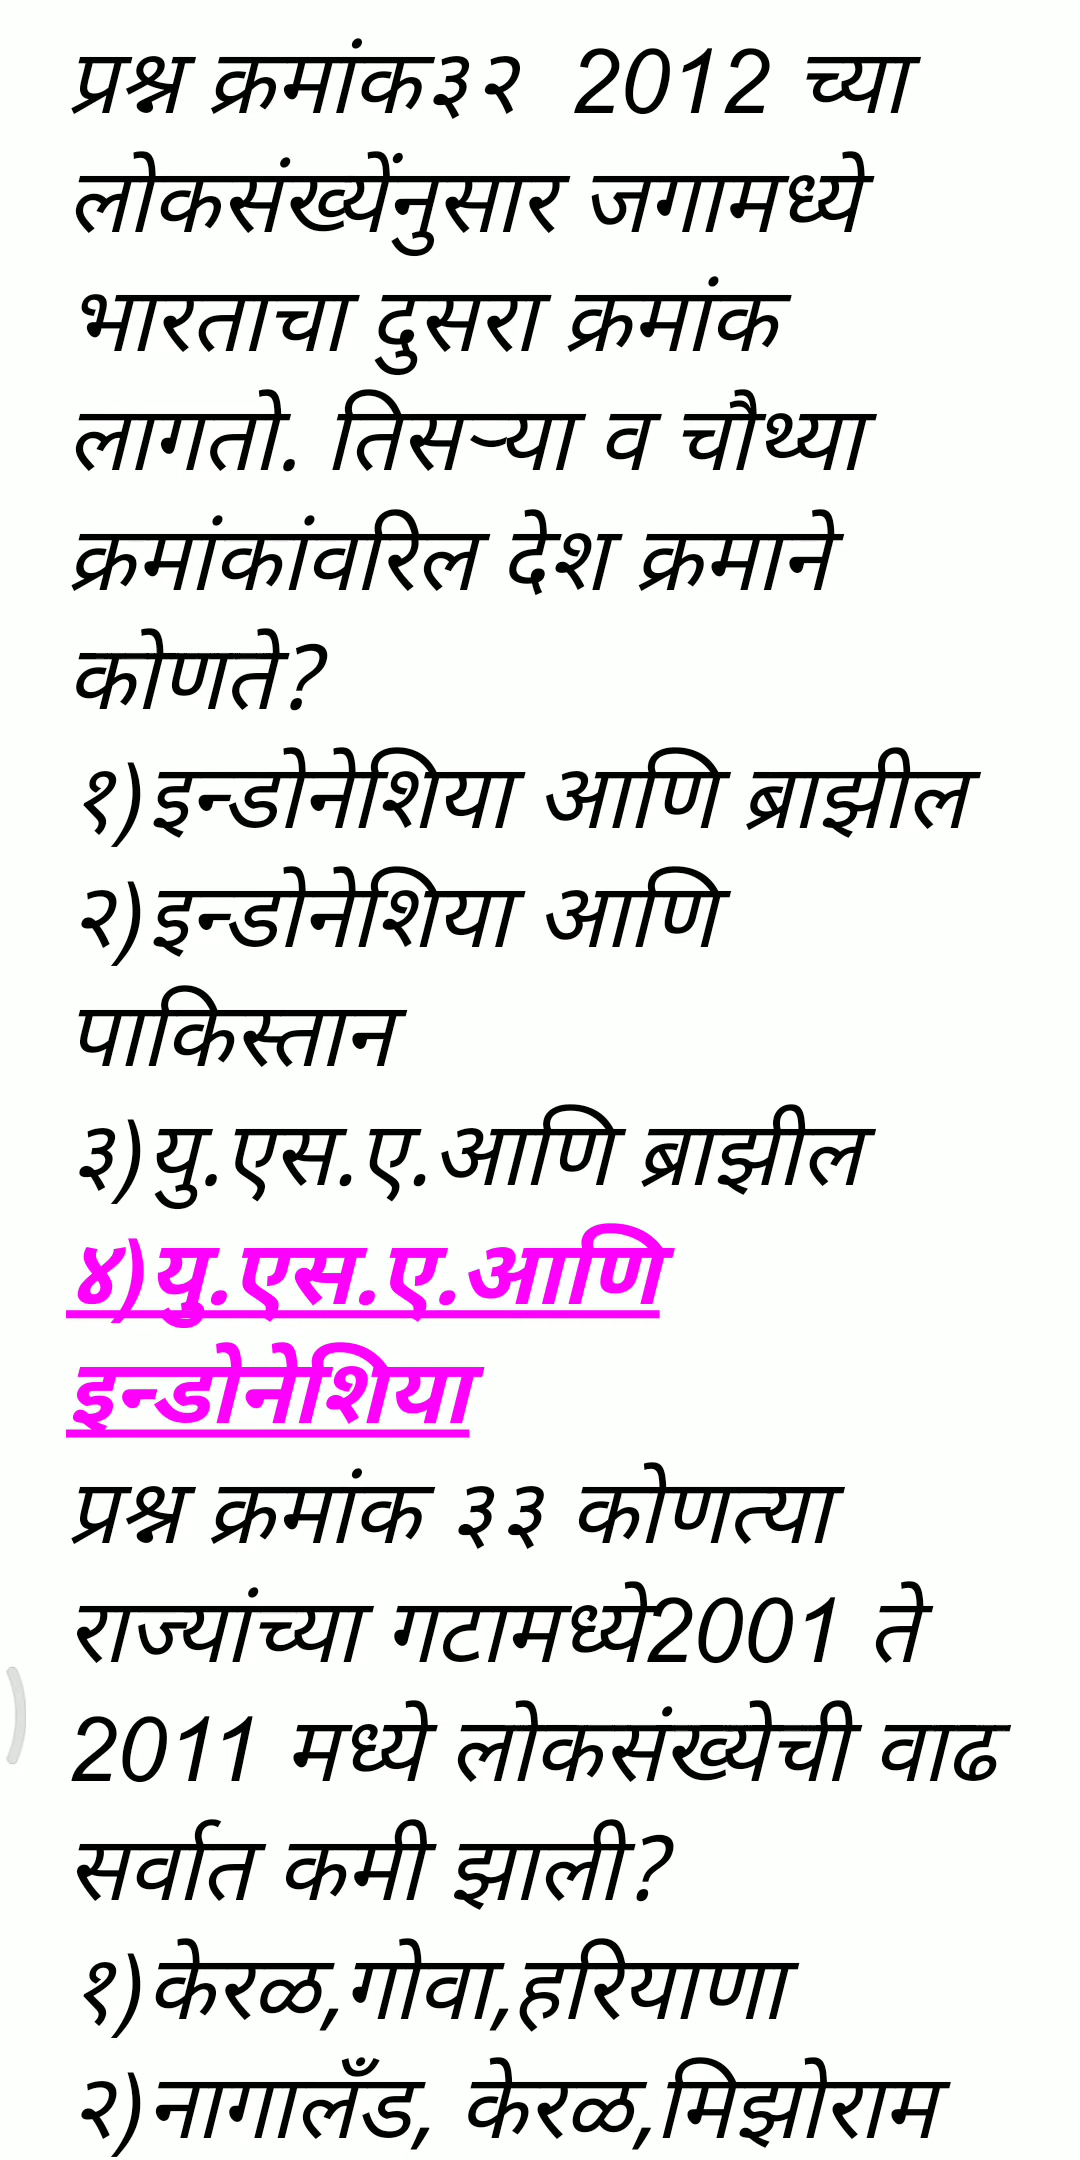 प्रश्न क्रमांक३२  2012 च्या
लोकसंख्येंनुसार जगामध्ये
भारताचा दुसरा क्रमांक
लागतो. तिसऱ्या व चौथ्या
क्रमांकांवरिल देश क्रमाने
कोणते?
१)इन्डोनेशिया आणि ब्राझील
२)इन्डोनेशिया आणि
पाकिस्तान
३)यु.एस.ए.आणि ब्राझील
४)यु.एस.ए.आणि
इन्डोनेशिया
प्रश्न क्रमांक ३३ कोणत्या
राज्यांच्या गटामध्ये2001 ते
2011 मध्ये लोकसंख्येची वाढ
सर्वात कमी झाली?
१)केरळ,गोवा,हरियाणा
२)नागालँड, केरळ,मिझोराम